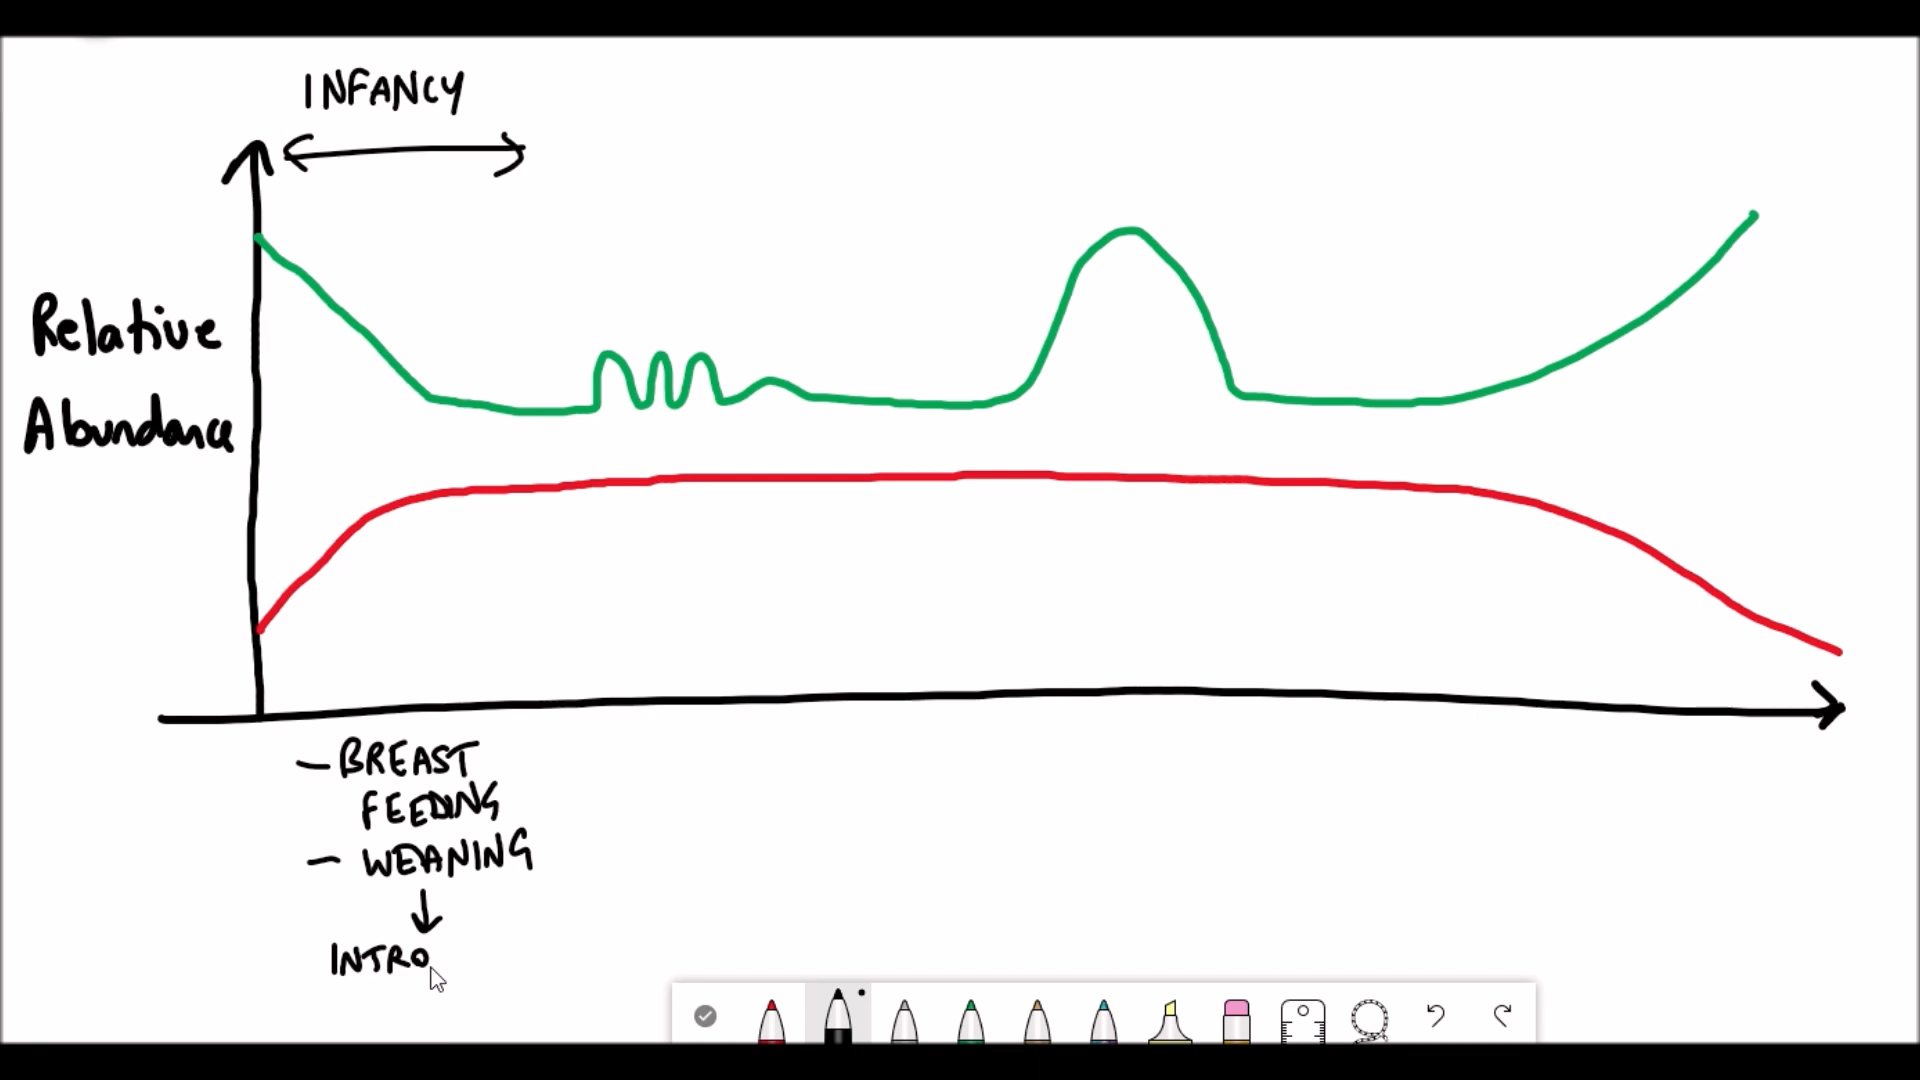 INFANCY
Relative
Abundance
- BREAST
FEEDING
- WEANING
↓
INTRO